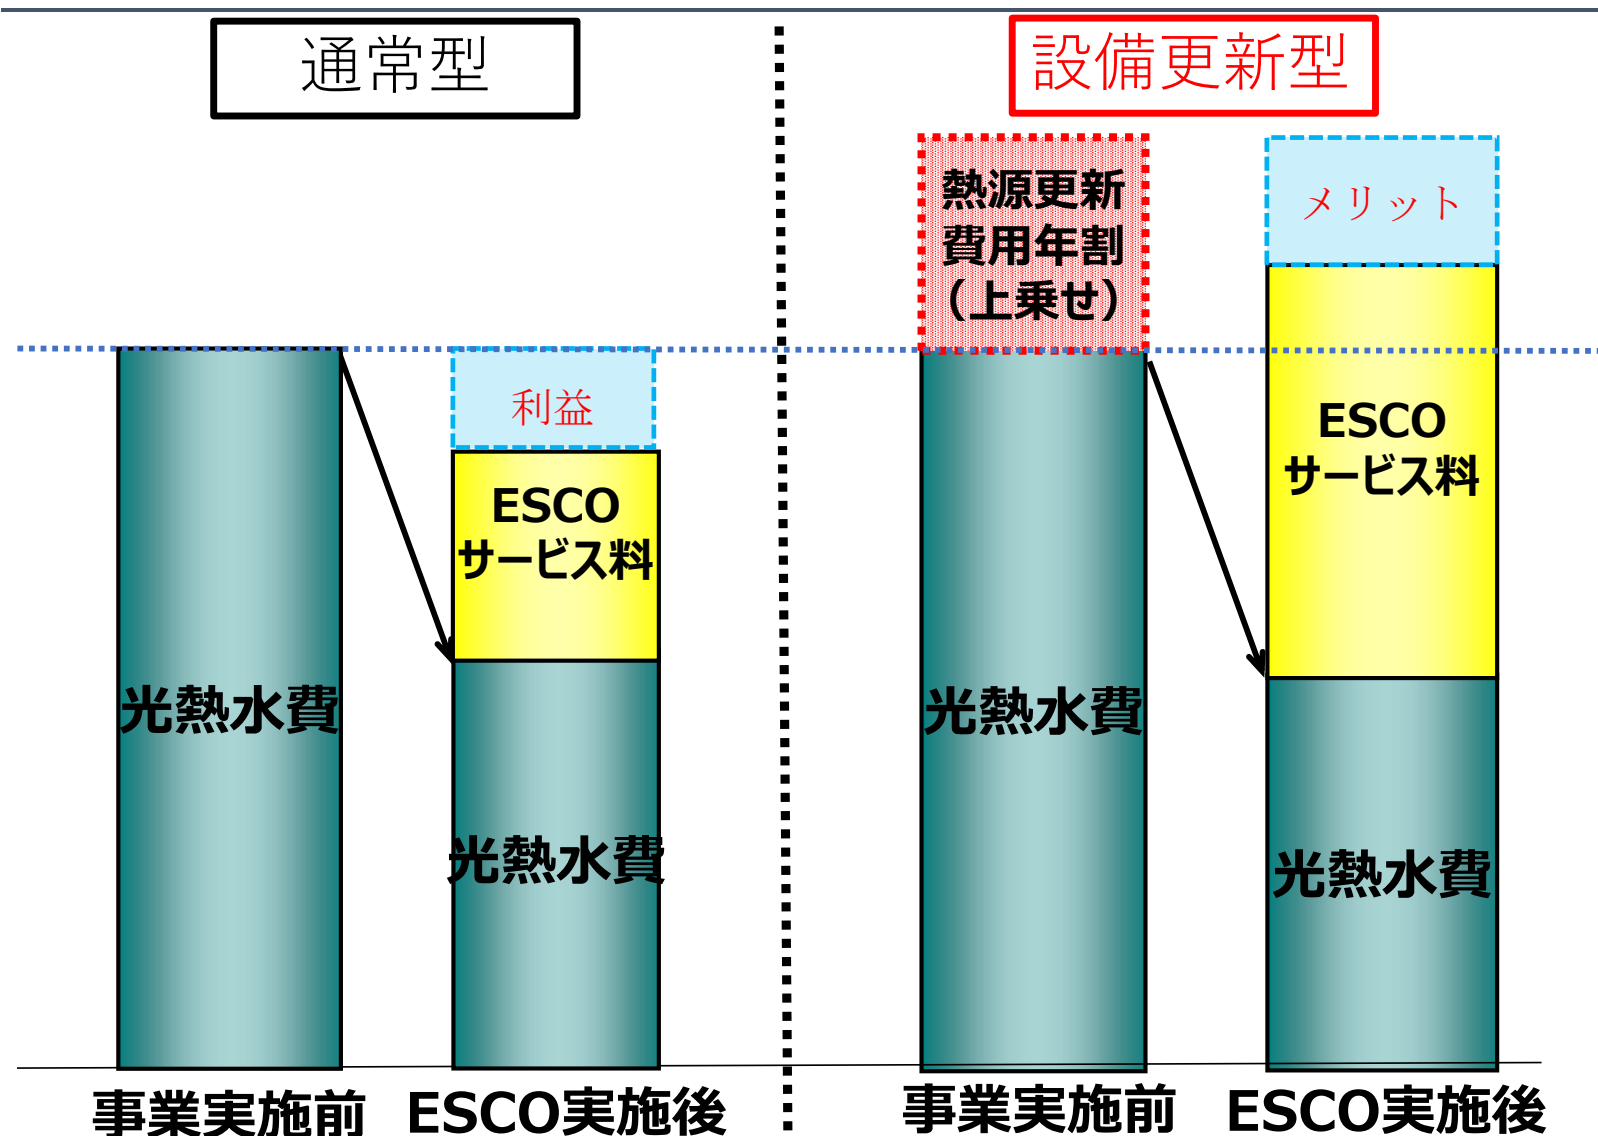 通常型
設備更新型
利益
ESCO
サービス料
光熱水費
光熱水費
事業実施前
ESCO実施後
熱源更新
費用年割
（上乗せ）
メリット
ESCO
サービス料
光熱水費
光熱水費
事業実施前
ESCO実施後